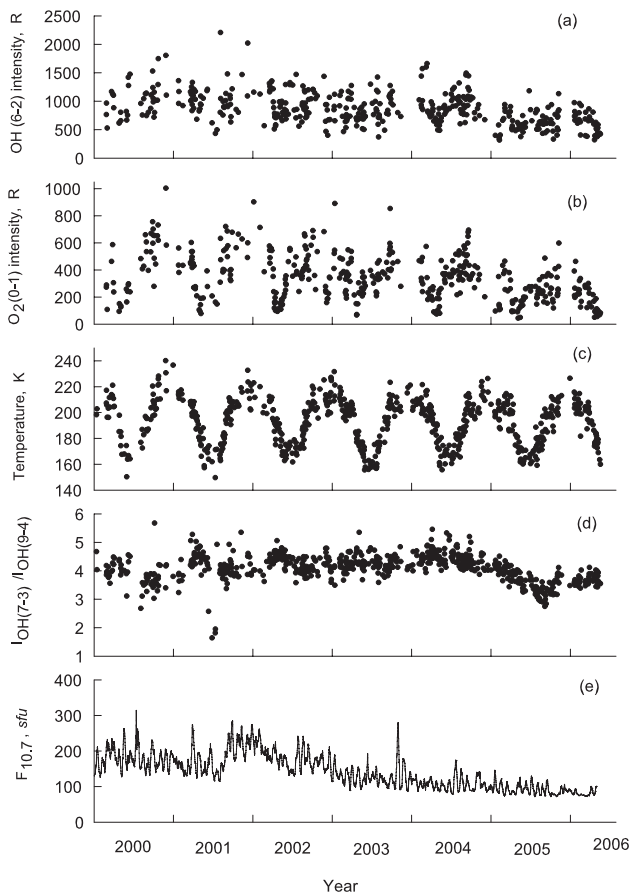 OH (6–2) intensity, R
2500
2000
1500
1000
500
0
(a)
O2(0-1) intensity, R
1000
800
600
400
200
0
(b)
Temperature, K
240
220
200
180
160
140
(c)
IOH(7-3) /IOH(9-4)
6
5
4
3
2
1
(d)
F10.7 , sfu
400
300
200
100
0
(e)
2000 2001 2002 2003 2004 2005 2006
Year